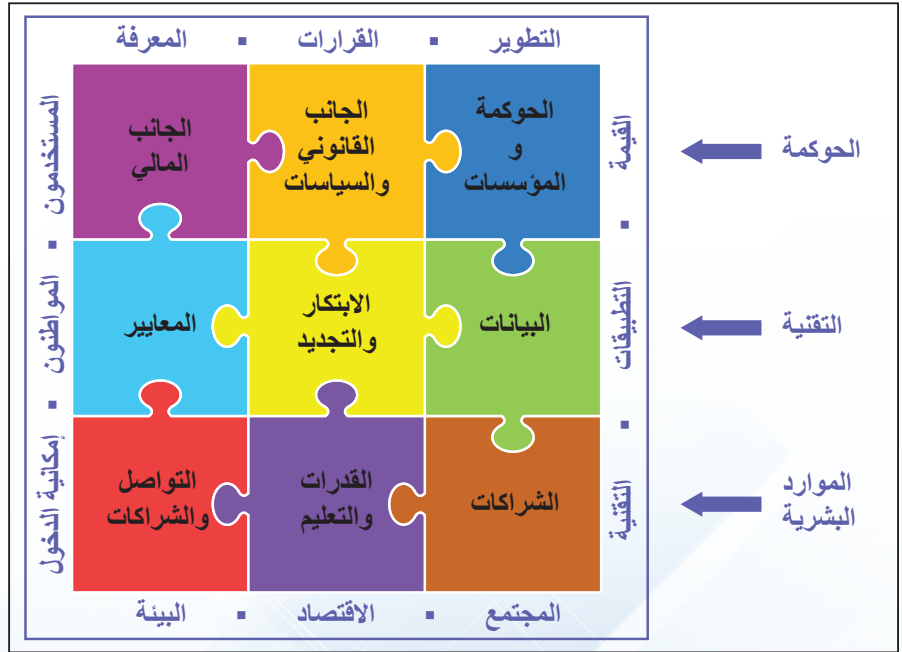 التطوير ▪ القرارات ▪ المعرفة
الحوكمة
القيمة ▪ التطبيقات ▪ التقنية
الحوكمة
و
المؤسسات
الجانب
القانوني
والسياسات
الجانب
المالي
المستخدمون ▪ المواطنون ▪ إمكانية الدخول
التقنية
البيانات
الابتكار
والتجديد
المعايير
الموارد
البشرية
الشراكات
القدرات
والتعليم
التواصل
والشراكات
المجتمع ▪ الاقتصاد ▪ البيئة